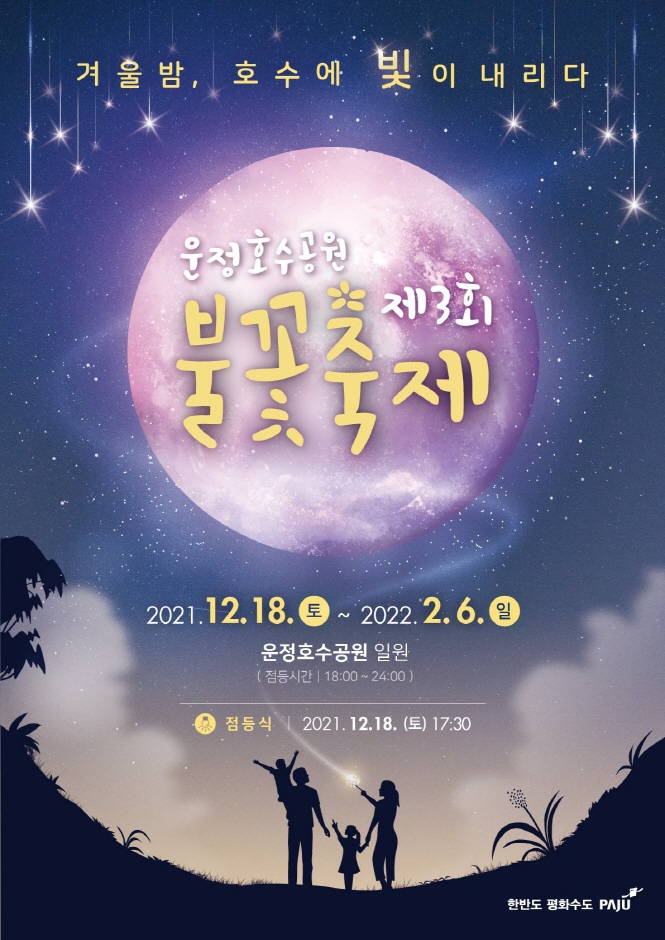 겨울밤, 호수에 빛이 내리다
운정호수공원
제3회
불꽃축제
2021.12.18.토 ~ 2022.2.6.일
운정호수공원 일원
( 점등시간 | 18:00 ~ 24:00 )
점등식 | 2021.12.18. (토) 17:30
한반도 평화수도 PAJU